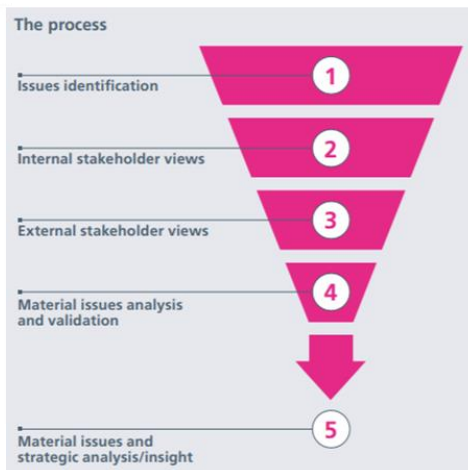 The process
1
Issues identification
2
Internal stakeholder views
3
External stakeholder views
4
Material issues analysis
and validation
5
Material issues and
strategic analysis/insight